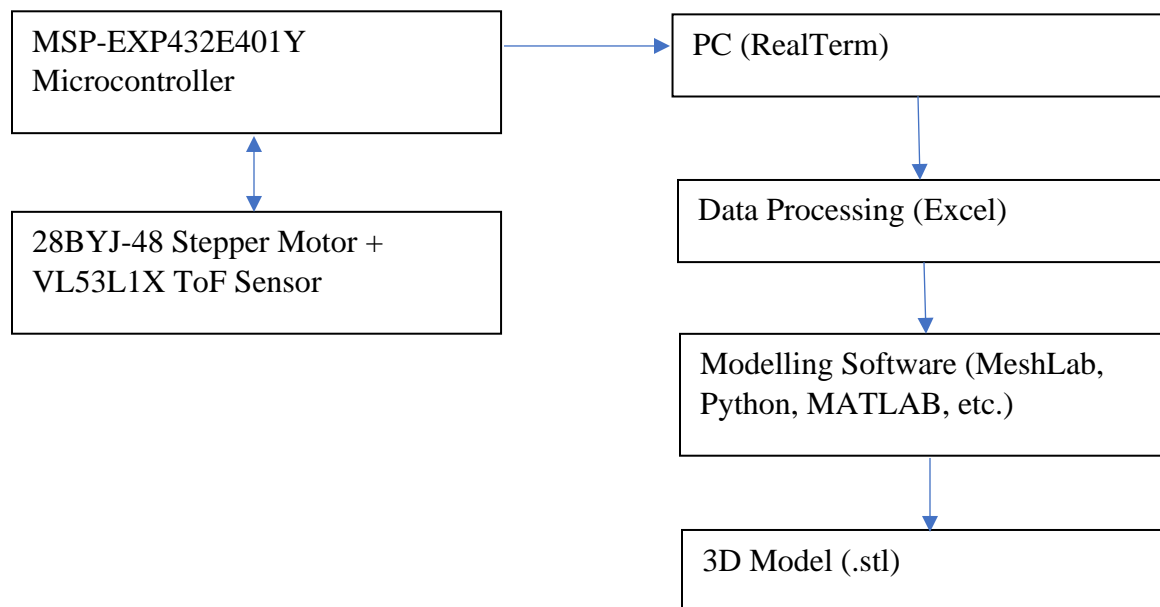 MSP-EXP432E401Y
Microcontroller
PC (RealTerm)
28BYJ-48 Stepper Motor +
VL53L1X ToF Sensor
Data Processing (Excel)
Modelling Software (MeshLab,
Python, MATLAB, etc.)
3D Model (.stl)